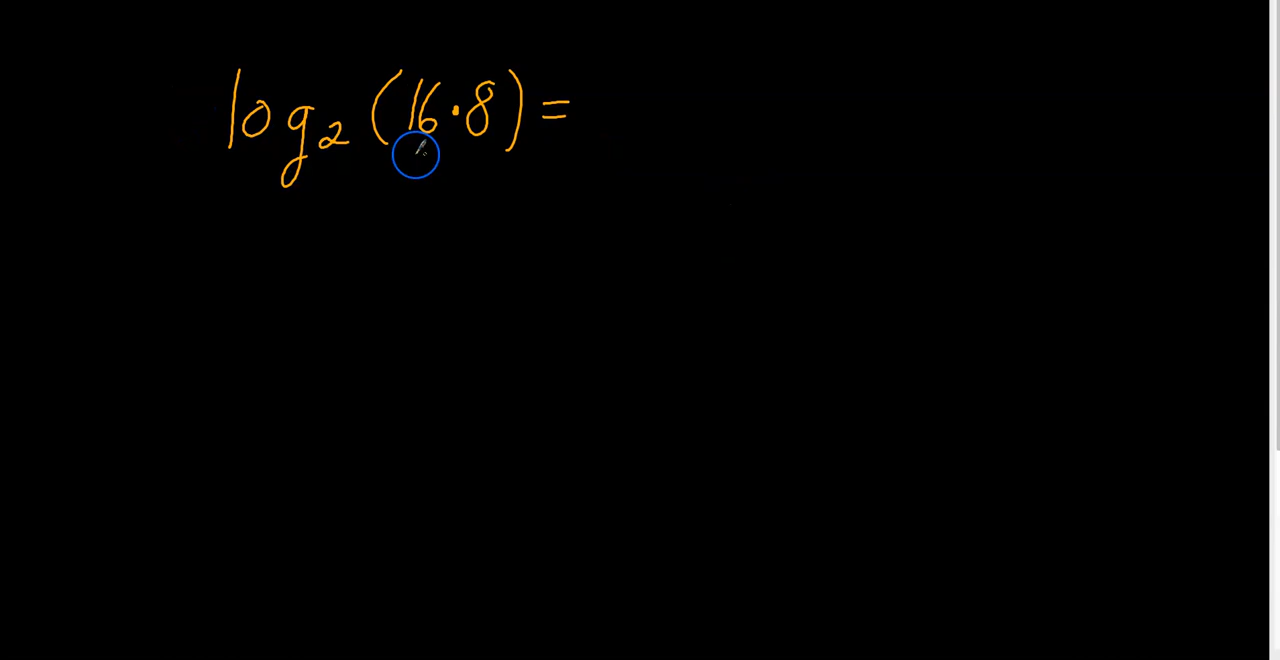 log₂ (16·8) =